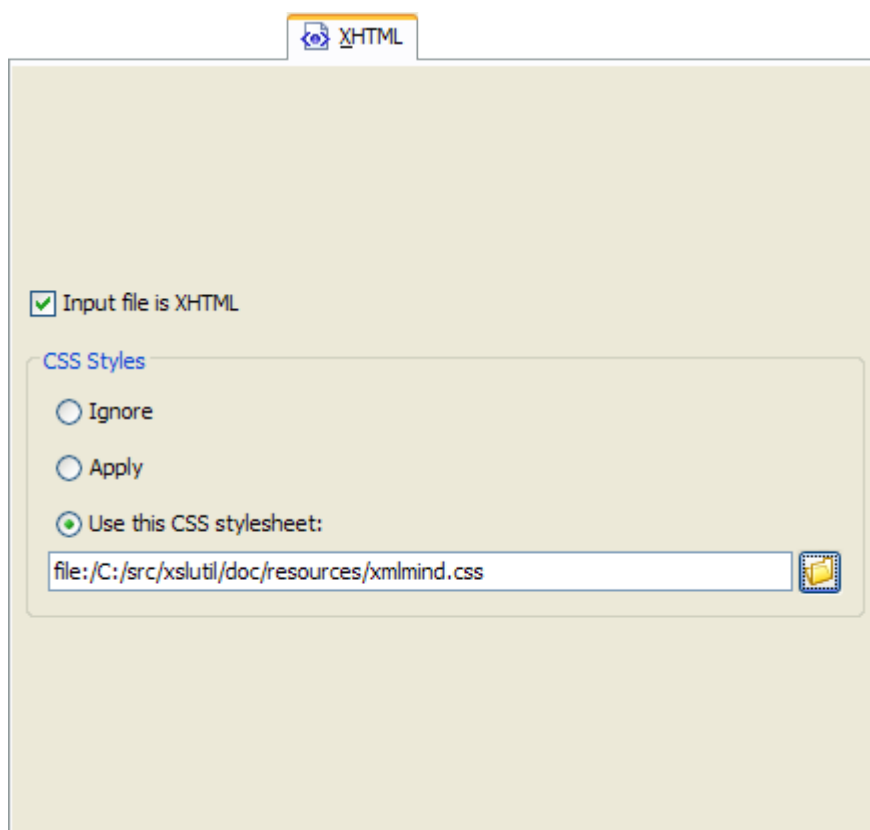 XHTML
Input file is XHTML
CSS Styles
Ignore
Apply
Use this CSS stylesheet:
file:/C:/src/xslutil/doc/resources/xmlmind.css